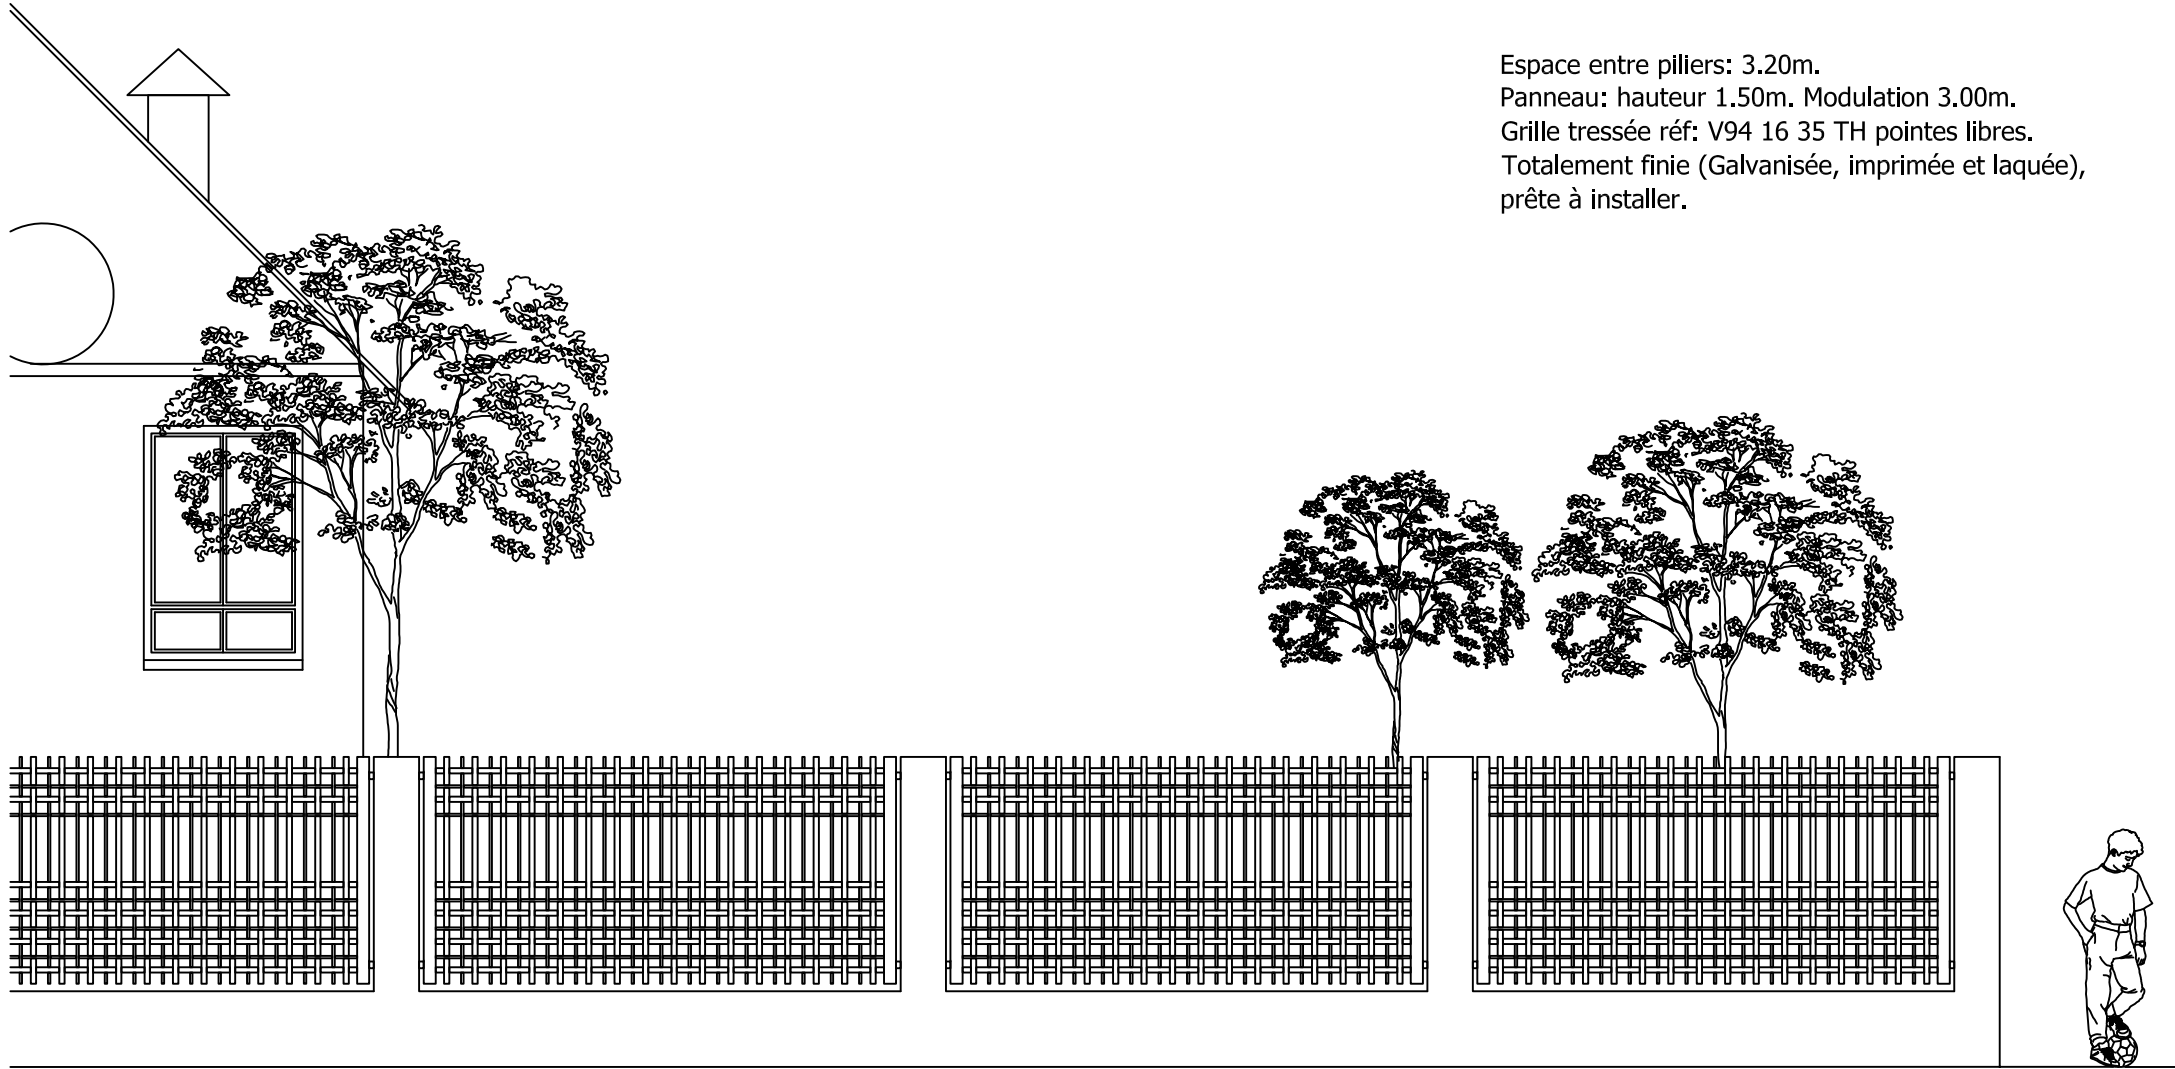 Espace entre piliers: 3.20m.
Panneau: hauteur 1.50m. Modulation 3.00m.
Grille tressée réf: V94 16 35 TH pointes libres.
Totalement finie (Galvanisée, imprimée et laquée),
prête à installer.